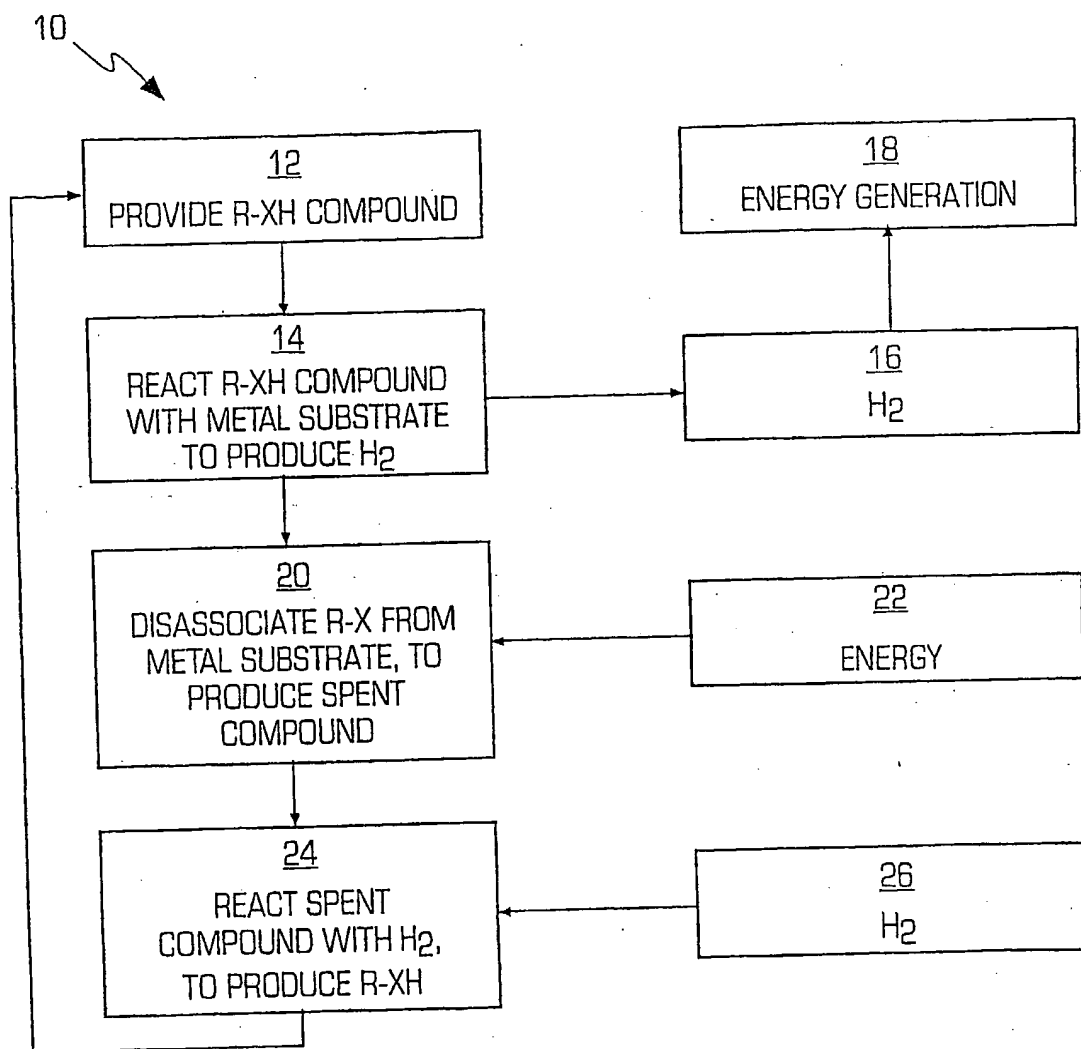 10
12
PROVIDE R-XH COMPOUND
18
ENERGY GENERATION
14
REACT R-XH COMPOUND
WITH METAL SUBSTRATE
TO PRODUCE H2
16
H2
20
DISASSOCIATE R-X FROM
METAL SUBSTRATE, TO
PRODUCE SPENT
COMPOUND
22
ENERGY
24
REACT SPENT
COMPOUND WITH H2,
TO PRODUCE R-XH
26
H2